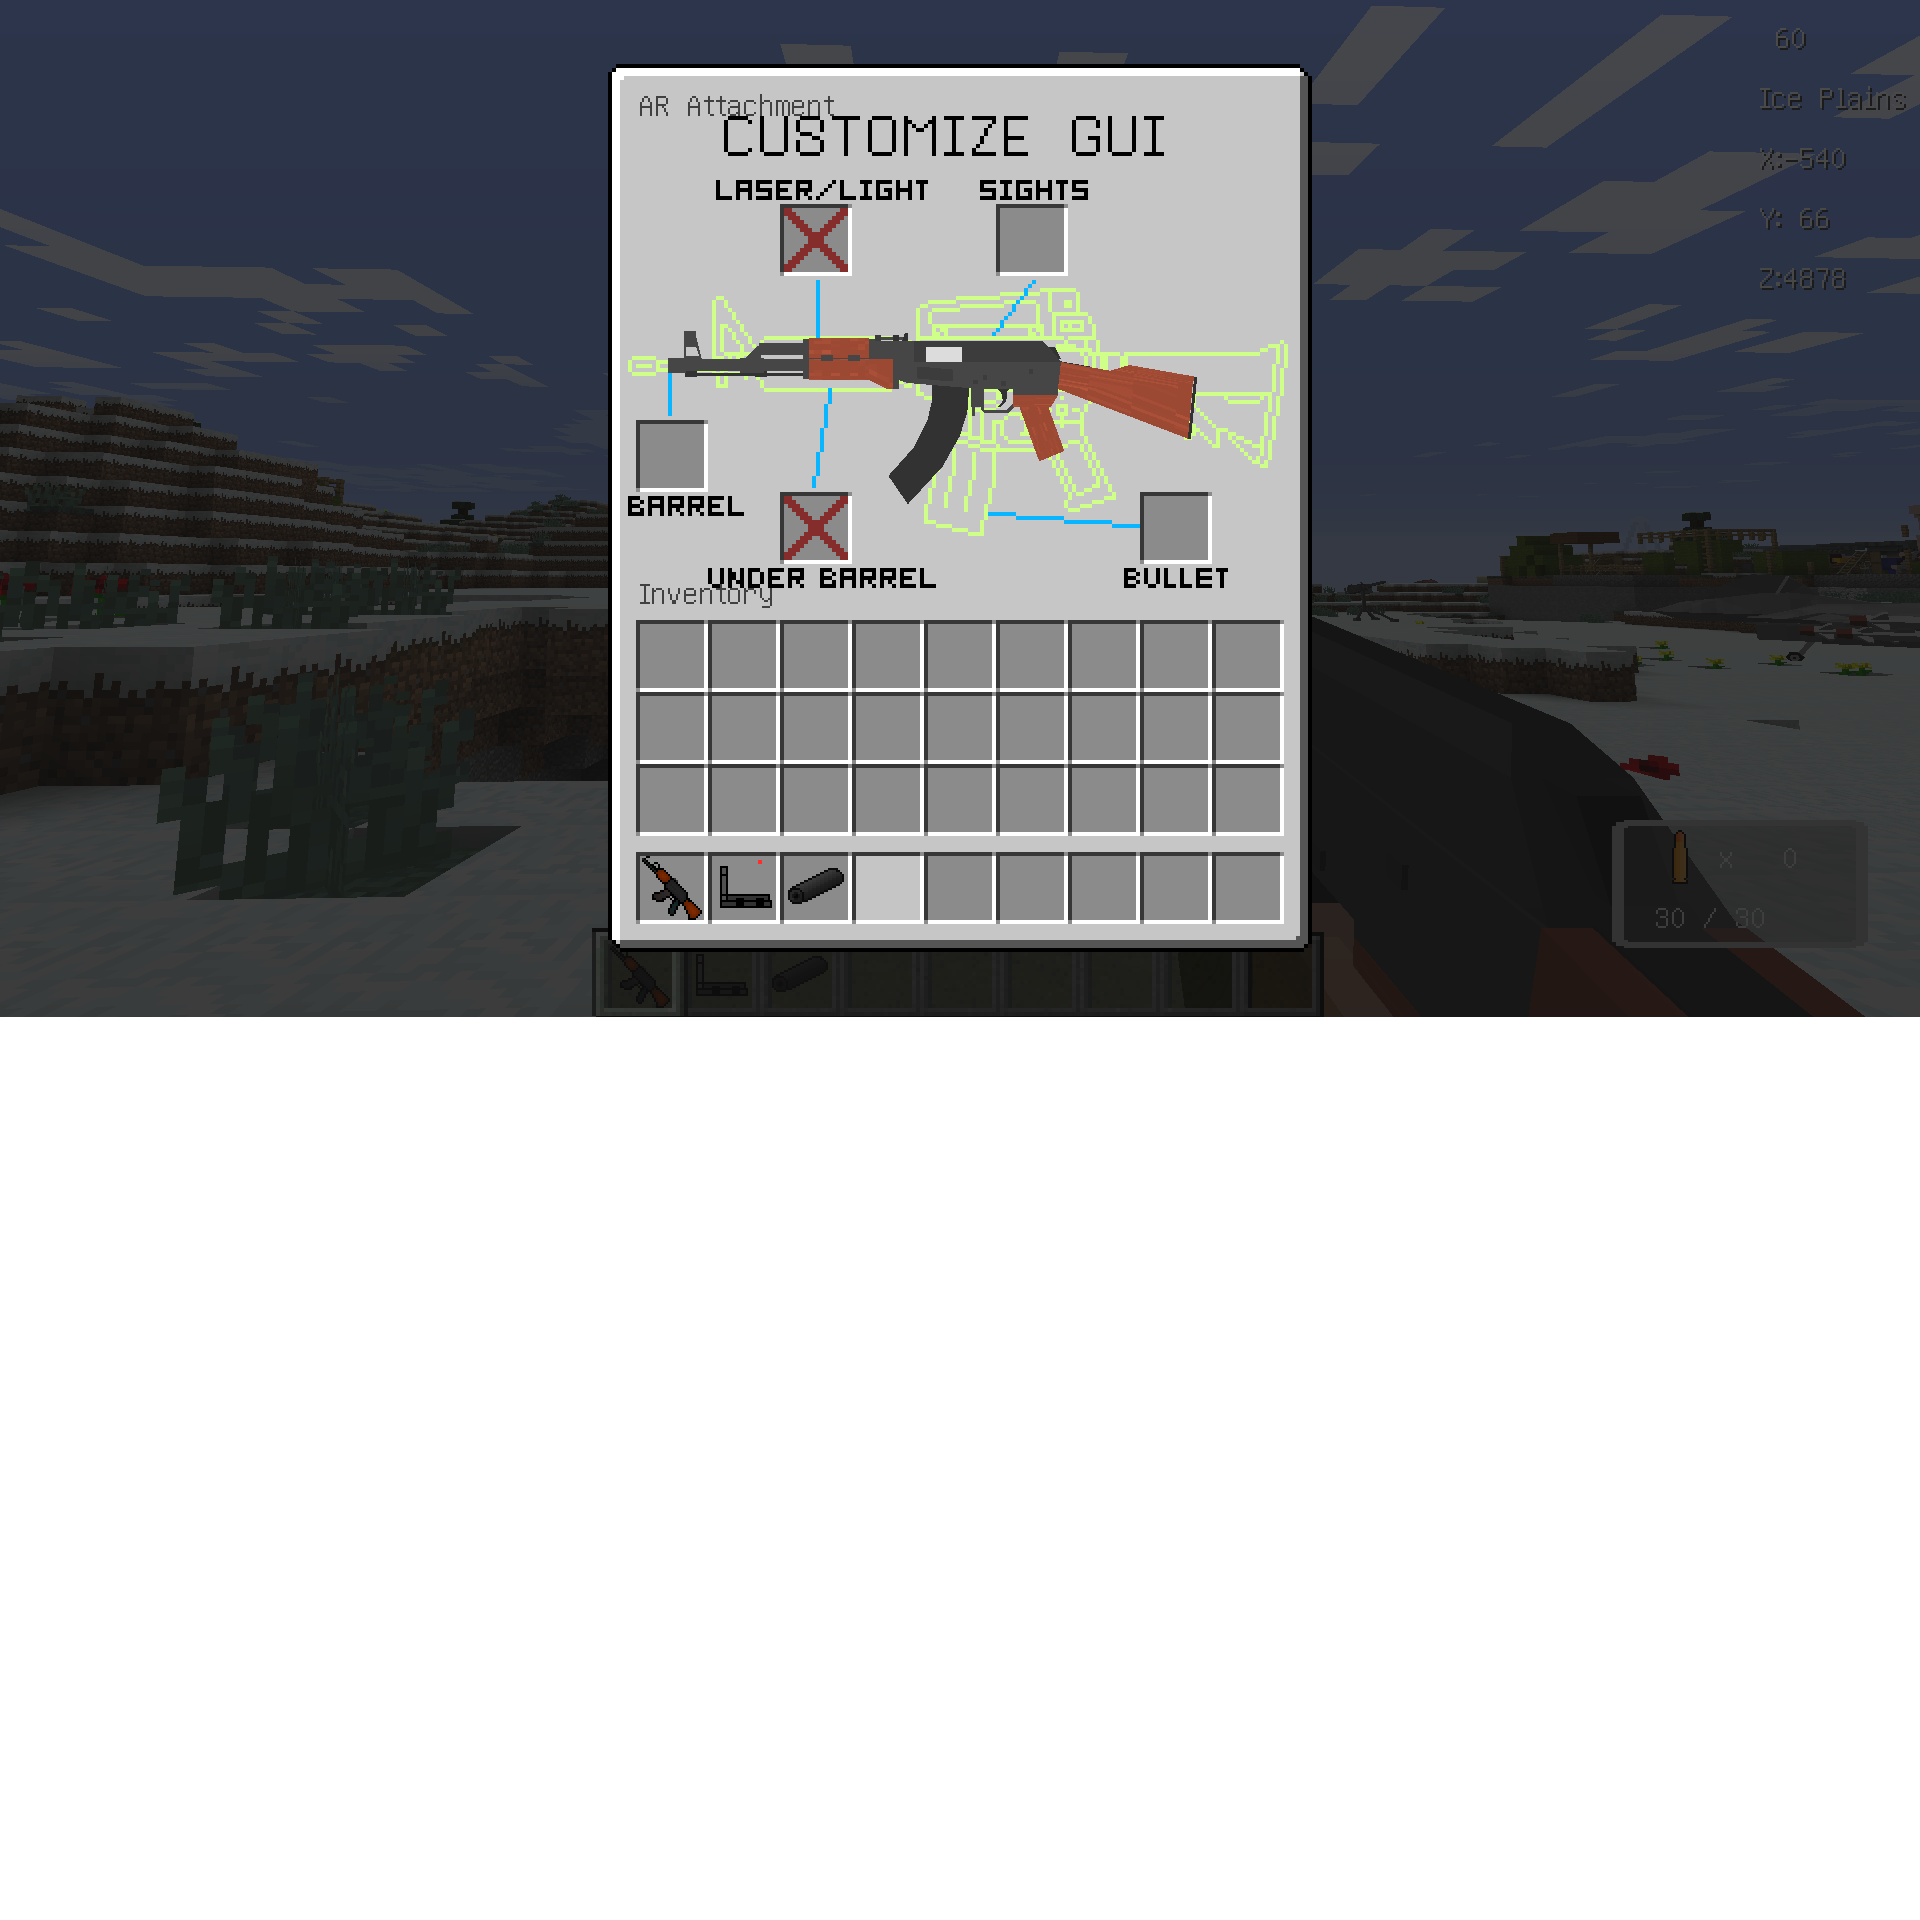 60
Ice Plains
X:-540
Y: 66
Z:4878
AR Attachment
CUSTOMIZE GUI
LASER/LIGHT SIGHTS
BARREL
UNDER BARREL BULLET
Inventory
x 0
30 / 30